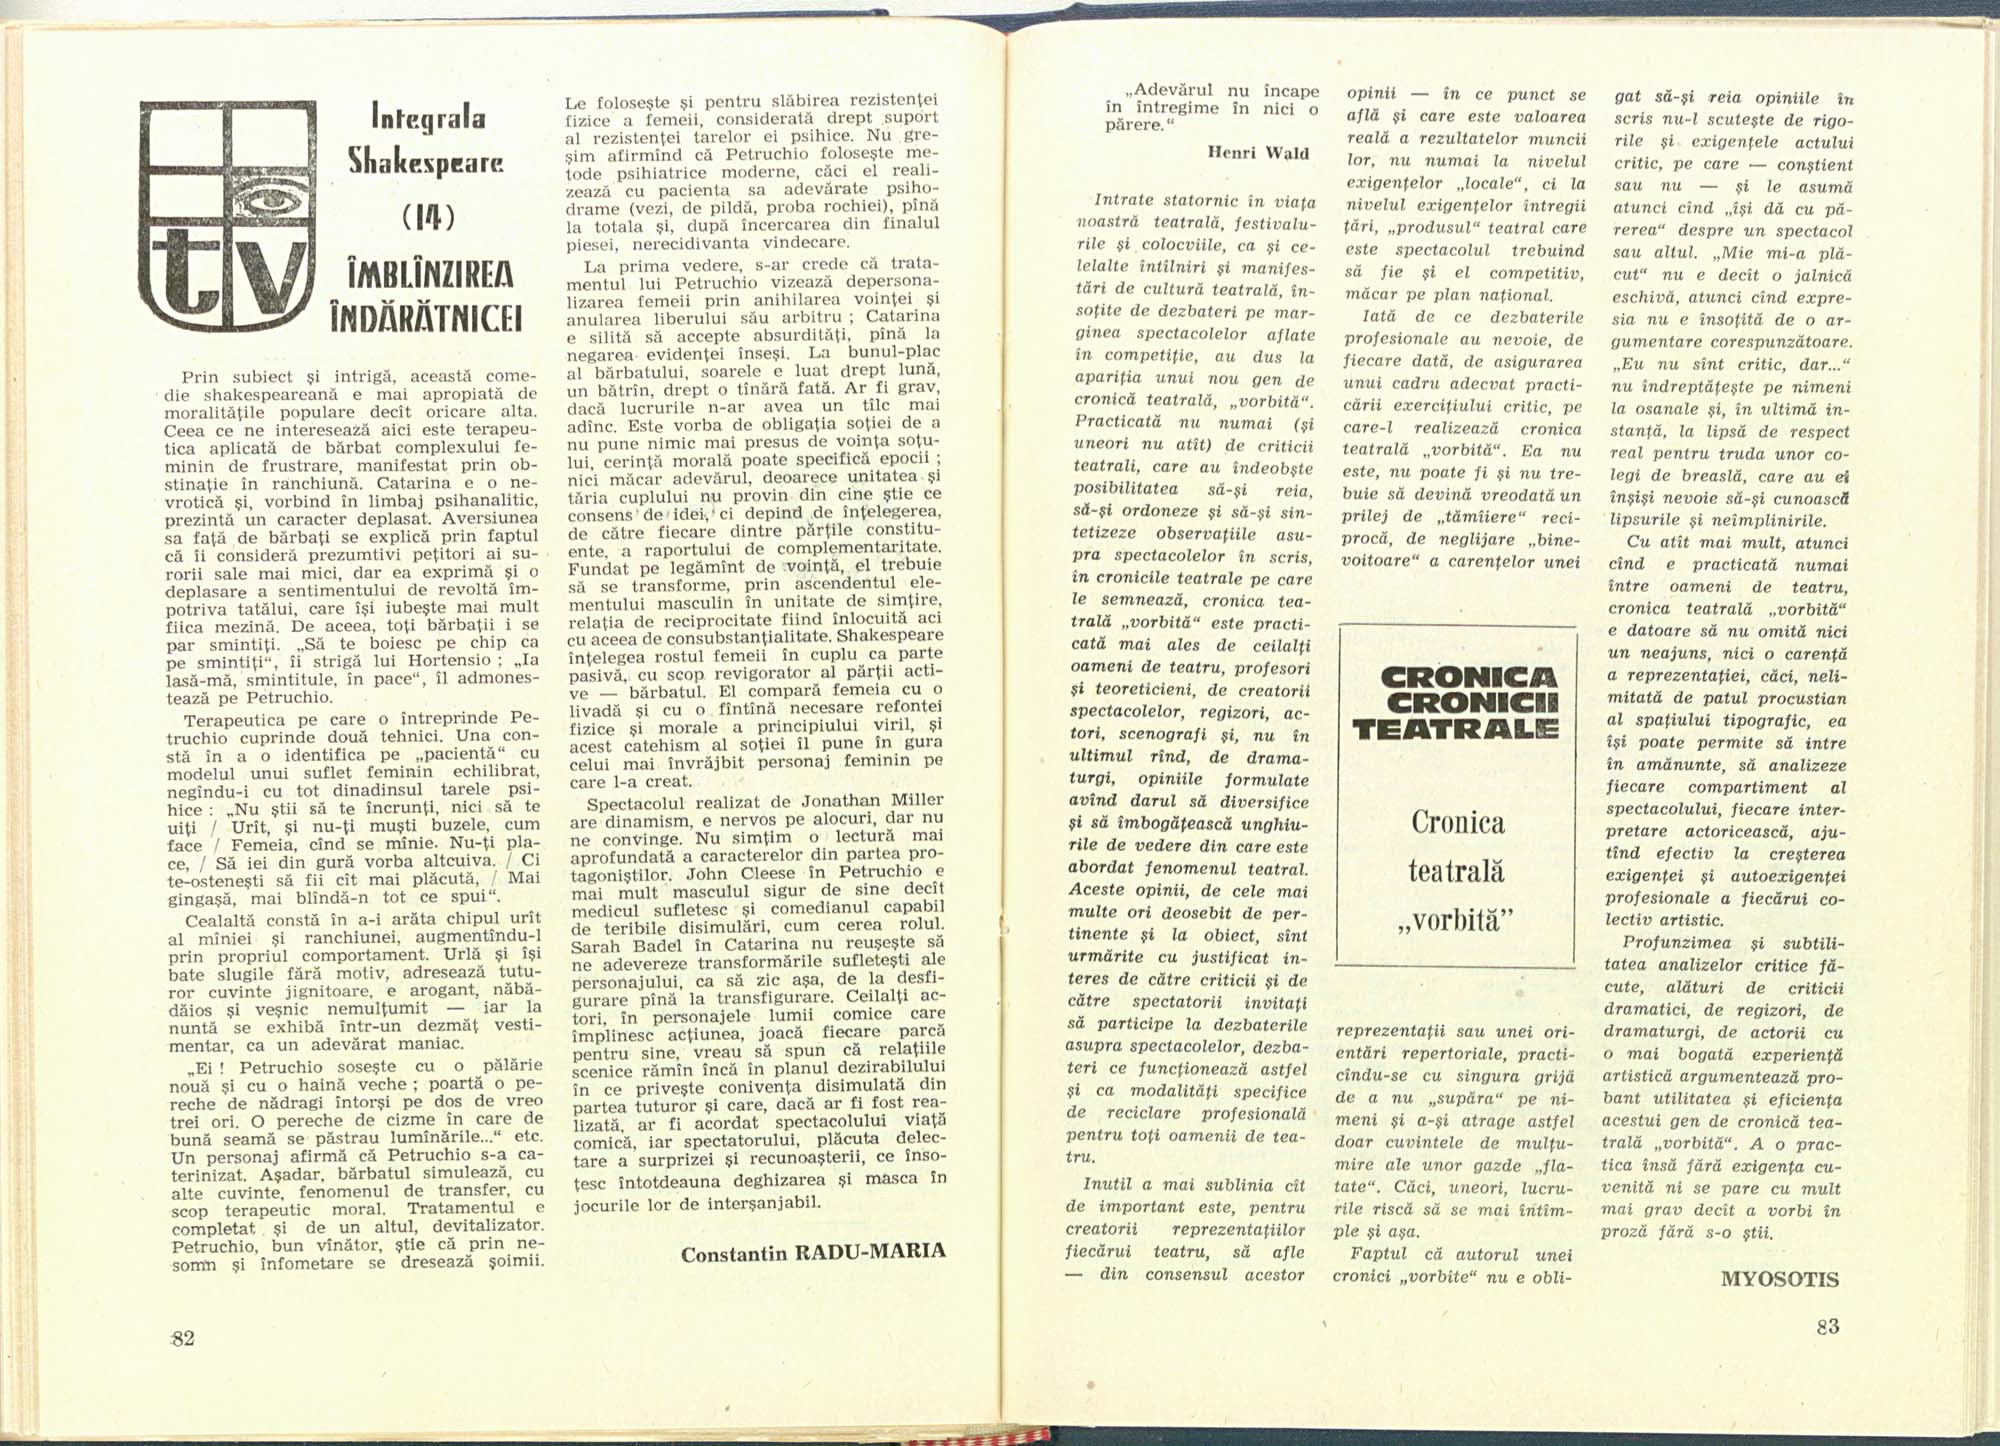 tv
Integrala
Shakespeare
(14)
ÎMBLÎNZIREA
ÎNDĂRĂTNICEI
Prin subiect și intrigă, această come-
die shakespeareană e mai apropiată de
moralitățile populare decît oricare alta.
Ceea ce ne interesează aici este terapeu-
tica aplicată de bărbat complexului fe-
minin de frustrare, manifestat prin ob-
stinație în ranchiună. Catarina e o ne-
vrotică și, vorbind în limbaj psihanalitic,
prezintă un caracter deplasat. Aversiunea
sa față de bărbați se explică prin faptul
că îi consideră prezumtivi pețitori ai su-
rorii sale mai mici, dar ea exprimă și o
deplasare a sentimentului de revoltă îm-
potriva tatălui, care își iubește mai mult
fiica mezină. De aceea, toți bărbații i se
par smintiți. „Să te boiesc pe chip ca
pe smintiți“, îi strigă lui Hortensio ; „Ia
lasă-mă, smintitule, în pace“, îl admones-
tează pe Petruchio.
Terapeutica pe care o întreprinde Pe-
truchio cuprinde două tehnici. Una con-
stă în a o identifica pe „pacientă“ cu
modelul unui suflet feminin echilibrat,
negîndu-i cu tot dinadinsul tarele psi-
hice : „Nu știi să te încrunți, nici să te
uiți / Urît, și nu-ți muști buzele, cum
face / Femeia, cînd se mînie. Nu-ți pla-
ce, / Să iei din gură vorba altcuiva. / Ci
te-ostenești să fii cît mai plăcută, / Mai
gingașă, mai blîndă-n tot ce spui“.
Cealaltă constă în a-i arăta chipul urît
al mîniei și ranchiunei, augmentîndu-l
prin propriul comportament. Urlă și își
bate slugile fără motiv, adresează tutu-
ror cuvinte jignitoare, e arogant, năbă-
dăios și veșnic nemulțumit — iar la
nuntă se exhibă într-un dezmăț vesti-
mentar, ca un adevărat maniac.
„Ei ! Petruchio sosește cu o pălărie
nouă și cu o haină veche ; poartă o pe-
reche de nădragi întorși pe dos de vreo
trei ori. O pereche de cizme în care de
bună seamă se păstrau lumînările...“ etc.
Un personaj afirmă că Petruchio s-a ca-
terinizat. Așadar, bărbatul simulează, cu
alte cuvinte, fenomenul de transfer, cu
scop terapeutic moral. Tratamentul e
completat și de un altul, devitalizator.
Petruchio, bun vînător, știe că prin ne-
somn și înfometare se dresează șoimii.
Le folosește și pentru slăbirea rezistenței
fizice a femeii, considerată drept suport
al rezistenței tarelor ei psihice. Nu gre-
șim afirmînd că Petruchio folosește me-
tode psihiatrice moderne, căci el reali-
zează cu pacienta sa adevărate psiho-
drame (vezi, de pildă, proba rochiei), pînă
la totala și, după încercarea din finalul
piesei, nerecidivanta vindecare.
La prima vedere, s-ar crede că trata-
mentul lui Petruchio vizează depersona-
lizarea femeii prin anihilarea voinței și
anularea liberului său arbitru ; Catarina
e silită să accepte absurdități, pînă la
negarea evidenței înseși. La bunul-plac
al bărbatului, soarele e luat drept lună,
un bătrîn, drept o tînără fată. Ar fi grav,
dacă lucrurile n-ar avea un tîlc mai
adînc. Este vorba de obligația soției de a
nu pune nimic mai presus de voința soțu-
lui, cerință morală poate specifică epocii ;
nici măcar adevărul, deoarece unitatea și
tăria cuplului nu provin din cine știe ce
consens de idei, ci depind de înțelegerea,
de către fiecare dintre părțile constitu-
ente, a raportului de complementaritate.
Fundat pe legămînt de voință, el trebuie
să se transforme, prin ascendentul ele-
mentului masculin în unitate de simțire,
relația de reciprocitate fiind înlocuită aci
cu aceea de consubstanțialitate. Shakespeare
înțelegea rostul femeii în cuplu ca parte
pasivă, cu scop revigorator al părții acti-
ve — bărbatul. El compară femeia cu o
livadă și cu o fîntînă necesare refontei
fizice și morale a principiului viril, și
acest catehism al soției îl pune în gura
celui mai învrăjbit personaj feminin pe
care l-a creat.
Spectacolul realizat de Jonathan Miller
are dinamism, e nervos pe alocuri, dar nu
ne convinge. Nu simțim o lectură mai
aprofundată a caracterelor din partea pro-
tagoniștilor. John Cleese în Petruchio e
mai mult masculul sigur de sine decît
medicul sufletesc și comedianul capabil
de teribile disimulări, cum cerea rolul.
Sarah Badel în Catarina nu reușește să
ne adevereze transformările sufletești ale
personajului, ca să zic așa, de la desfi-
gurare pînă la transfigurare. Ceilalți ac-
tori, în personajele lumii comice care
împlinesc acțiunea, joacă fiecare parcă
pentru sine, vreau să spun că relațiile
scenice rămîn încă în planul dezirabilului
în ce privește conivența disimulată din
partea tuturor și care, dacă ar fi fost rea-
lizată, ar fi acordat spectacolului viață
comică, iar spectatorului, plăcuta delec-
tare a surprizei și recunoașterii, ce înso-
țesc întotdeauna deghizarea și masca în
jocurile lor de intersanjabil.
Constantin RADU-MARIA
82
„Adevărul nu încape
în întregime în nici o
părere.“
Henri Wald
Intrate statornic în viața
noastră teatrală, festivalu-
rile și colocviile, ca și ce-
lelalte întîlniri și manifes-
tări de cultură teatrală, în-
soțite de dezbateri pe mar-
ginea spectacolelor aflate
în competiție, au dus la
apariția unui nou gen de
cronică teatrală, „vorbită“.
Practicată nu numai (și
uneori nu atît) de criticii
teatrali, care au îndeobște
posibilitatea să-și reia,
să-și ordoneze și să-și sin-
tetizeze observațiile asu-
pra spectacolelor în scris,
în cronicile teatrale pe care
le semnează, cronica tea-
trală „vorbită“ este practi-
cată mai ales de ceilalți
oameni de teatru, profesori
și teoreticieni, de creatorii
spectacolelor, regizori, ac-
tori, scenografi și, nu în
ultimul rînd, de drama-
turgi, opiniile formulate
avînd darul să diversifice
și să îmbogățească unghiu-
rile de vedere din care este
abordat fenomenul teatral.
Aceste opinii, de cele mai
multe ori deosebit de per-
tinente și la obiect, sînt
urmărite cu justificat in-
teres de către criticii și de
către spectatorii invitați
să participe la dezbaterile
asupra spectacolelor, dezba-
teri ce funcționează astfel
și ca modalități specifice
de reciclare profesională
pentru toți oamenii de tea-
tru.
Inutil a mai sublinia cît
de important este, pentru
creatorii reprezentațiilor
fiecărui teatru, să afle
— din consensul acestor
opinii — în ce punct se
află și care este valoarea
reală a rezultatelor muncii
lor, nu numai la nivelul
exigențelor „locale“, ci la
nivelul exigențelor întregii
țări, „produsul“ teatral care
este spectacolul trebuind
să fie și el competitiv,
măcar pe plan național.
Iată de ce dezbaterile
profesionale au nevoie, de
fiecare dată, de asigurarea
unui cadru adecvat practi-
cării exercițiului critic, pe
care-l realizează cronica
teatrală „vorbită“. Ea nu
este, nu poate fi și nu tre-
buie să devină vreodată un
prilej de „tămîiere“ reci-
procă, de neglijare „bine-
voitoare“ a carențelor unei
CRONICA
CRONICII
TEATRALE
Cronica
teatrală
„vorbită”
reprezentații sau unei ori-
entări repertoriale, practi-
cîndu-se cu singura grijă
de a nu „supăra“ pe ni-
meni și a-și atrage astfel
doar cuvintele de mulțu-
mire ale unor gazde „fla-
tate“. Căci, uneori, lucru-
rile riscă să se mai întîm-
ple și așa.
Faptul că autorul unei
cronici „vorbite“ nu e obli-
gat să-și reia opiniile în
scris nu-l scutește de rigo-
rile și exigențele actului
critic, pe care — conștient
sau nu — și le asumă
atunci cînd „își dă cu pă-
rerea“ despre un spectacol
sau altul. „Mie mi-a plă-
cut“ nu e decît o jalnică
eschivă, atunci cînd expre-
sia nu e însoțită de o ar-
gumentare corespunzătoare.
„Eu nu sînt critic, dar...“
nu îndreptățește pe nimeni
la osanale și, în ultimă in-
stanță, la lipsă de respect
real pentru truda unor co-
legi de breaslă, care au ei
înșiși nevoie să-și cunoască
lipsurile și neîmplinirile.
Cu atît mai mult, atunci
cînd e practicată numai
între oameni de teatru,
cronica teatrală „vorbită“
e datoare să nu omită nici
un neajuns, nici o carență
a reprezentației, căci, neli-
mitată de patul procustian
al spațiului tipografic, ea
își poate permite să intre
în amănunte, să analizeze
fiecare compartiment al
spectacolului, fiecare inter-
pretare actoricească, aju-
tînd efectiv la creșterea
exigenței și autoexigenței
profesionale a fiecărui co-
lectiv artistic.
Profunzimea și subtili-
tatea analizelor critice fă-
cute, alături de criticii
dramatici, de regizori, de
dramaturgi, de actorii cu
o mai bogată experiență
artistică argumentează pro-
bant utilitatea și eficiența
acestui gen de cronică tea-
trală „vorbită“. A o prac-
tica însă fără exigența cu-
venită ni se pare cu mult
mai grav decît a vorbi în
proză fără s-o știi.
MYOSOTIS
83